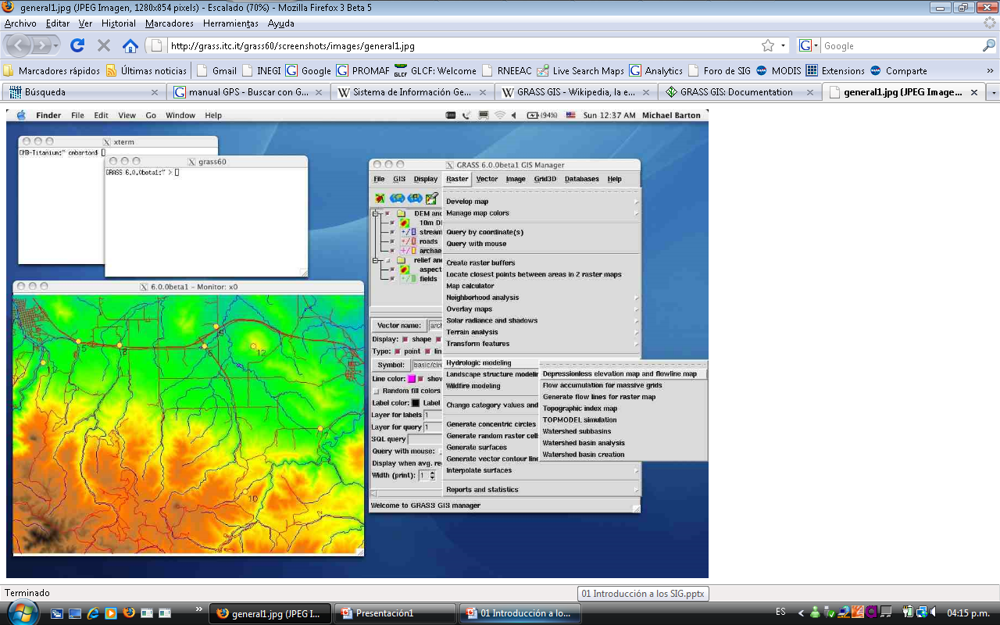 general1.jpg (JPEG Imagen, 1280x854 pixels) - Escalado (70%) - Mozilla Firefox 3 Beta 5
Archivo Editar Ver Historial Marcadores Herramientas Ayuda
http://grass.itc.it/grass60/screenshots/images/general1.jpg
Google
Marcadores rápidos Últimas noticias Gmail INEGI Google PROMAF GLCF: Welcome RNEEAC Live Search Maps Analytics Foro de SIG MODIS Extensions Comparte »
Búsqueda
manual GPS - Buscar con G...
Sistema de Información Ge...
GRASS GIS - Wikipedia, la e...
GRASS GIS: Documentation
general1.jpg (JPEG Image...
Finder File Edit View Go Window Help
(94%) Sun 12:37 AM Michael Barton
xterm
CMB-Titanium:~ cmbarton$
grass60
GRASS 6.0.0beta1:~ >
GRASS 6.0.0beta1 GIS Manager
File GIS Display Raster Vector Image Grid3D Databases Help
DEM and
10m D
stream
roads
archae
relief an
aspect
fields
Vector name: arc
Display: shape
Type: point lin
Symbol: basic/cir
Line color: show
Random fill colors
Label color: Label
Layer for labels 1
Layer for query 1
SQL query
Query with mouse:
Display when avg. re
Width (print): 1
Welcome to GRASS GIS manager
Develop map
Manage map colors
Query by coordinate(s)
Query with mouse
Create raster buffers
Locate closest points between areas in 2 raster maps
Map calculator
Neighborhood analysis
Overlay maps
Solar radiance and shadows
Terrain analysis
Transform features
Hydrologic modeling
Landscape structure modelin
Wildfire modeling
Change category values and
Generate concentric circles
Generate random raster cell
Generate surfaces
Generate vector contour line
Interpolate surfaces
Reports and statistics
Depressionless elevation map and flowline map
Flow accumulation for massive grids
Generate flow lines for raster map
Topographic index map
TOPMODEL simulation
Watershed subbasins
Watershed basin analysis
Watershed basin creation
6.0.0beta1 - Monitor: x0
12
10
Terminado
01 Introducción a los SIG.pptx
general1.jpg (JPEG I...
Presentación1
01 Introducción a lo...
ES
04:15 p.m.